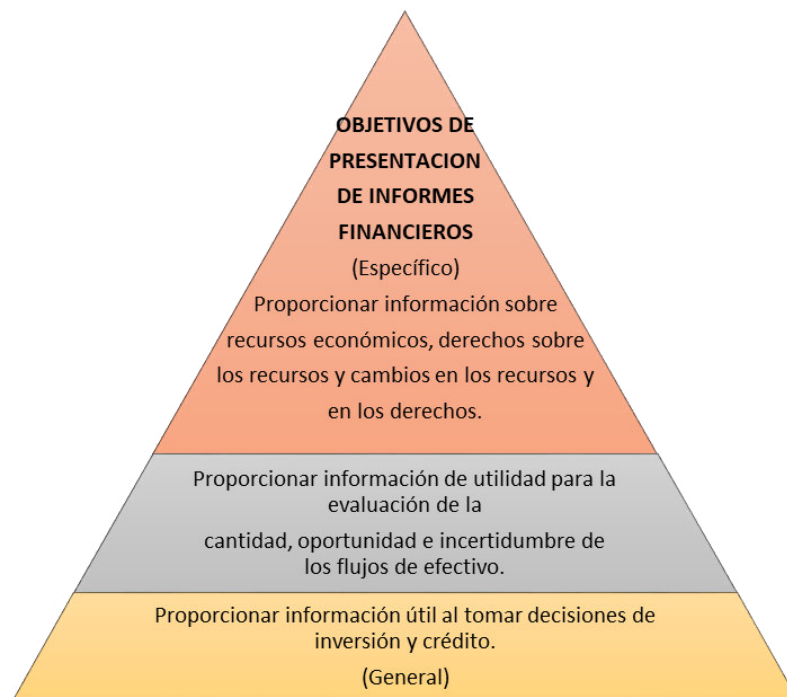 OBJETIVOS DE
PRESENTACION
DE INFORMES
FINANCIEROS
(Específico)
Proporcionar información sobre
recursos económicos, derechos sobre
los recursos y cambios en los recursos y
en los derechos.
Proporcionar información de utilidad para la
evaluación de la
cantidad, oportunidad e incertidumbre de
los flujos de efectivo.
Proporcionar información útil al tomar decisiones de
inversión y crédito.
(General)